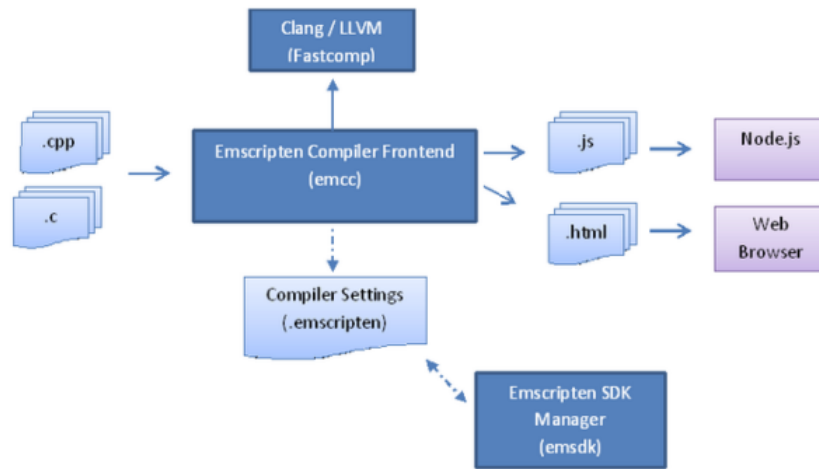 Clang / LLVM
(Fastcomp)
.cpp
.c
Emscripten Compiler Frontend
(emcc)
.js
Node.js
.html
Web
Browser
Compiler Settings
(.emscripten)
Emscripten SDK
Manager
(emsdk)